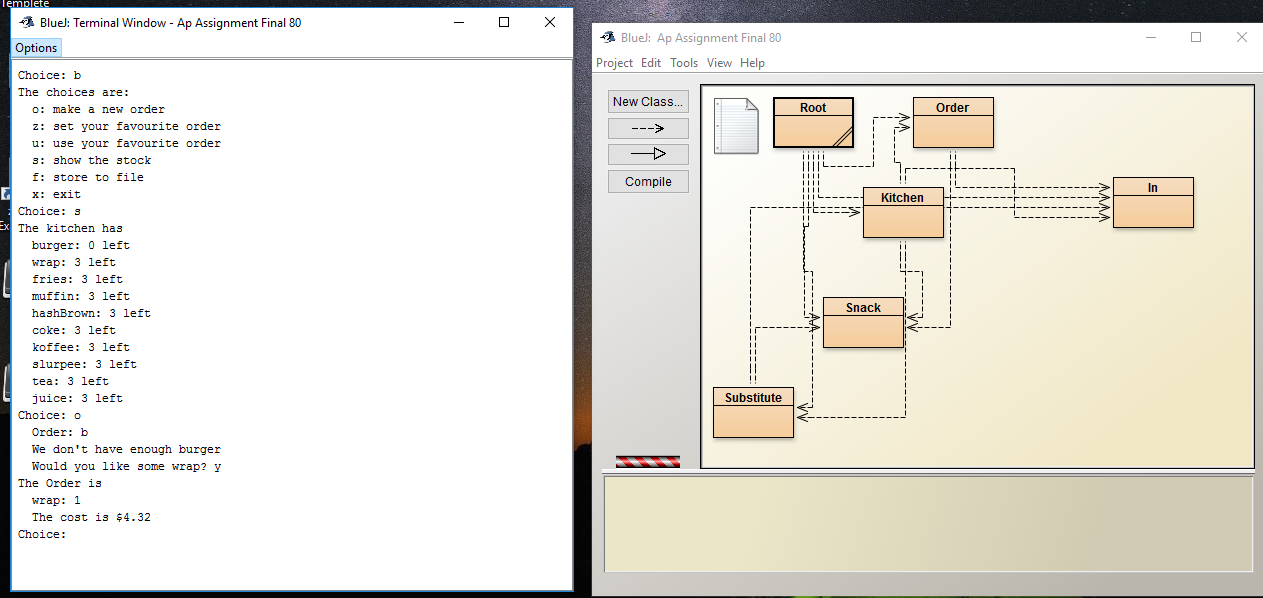 Templete
BlueJ: Terminal Window - Ap Assignment Final 80
Options
Choice: b
The choices are:
o: make a new order
z: set your favourite order
u: use your favourite order
s: show the stock
f: store to file
x: exit
Choice: s
The kitchen has
burger: 0 left
wrap: 3 left
fries: 3 left
muffin: 3 left
hashBrown: 3 left
coke: 3 left
koffee: 3 left
slurpee: 3 left
tea: 3 left
juice: 3 left
Choice: o
Order: b
We don't have enough burger
Would you like some wrap? y
The Order is
wrap: 1
The cost is $4.32
Choice:
Ex
BlueJ: Ap Assignment Final 80
Project Edit Tools View Help
New Class...
Compile
Root
Order
In
Kitchen
Snack
Substitute